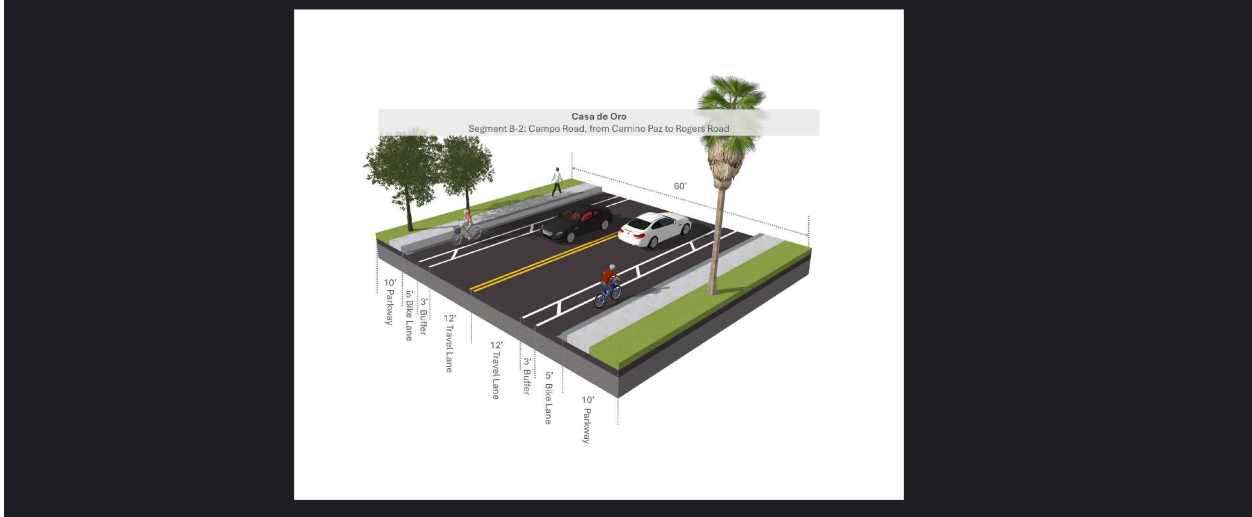 Casa de Oro
Segment B-2: Campo Road, from Camino Paz to Rogers Road
60'
10' Parkway
5' Bike Lane
3' Buffer
12' Travel Lane
12' Travel Lane
3' Buffer
5' Bike Lane
10' Parkway